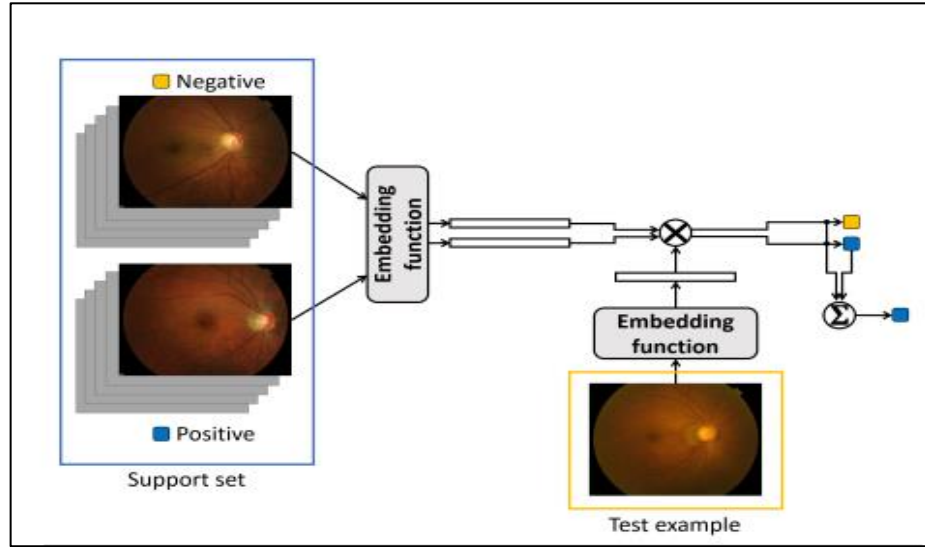 Negative
Embedding
function
Embedding
function
Σ
Positive
Support set
Test example